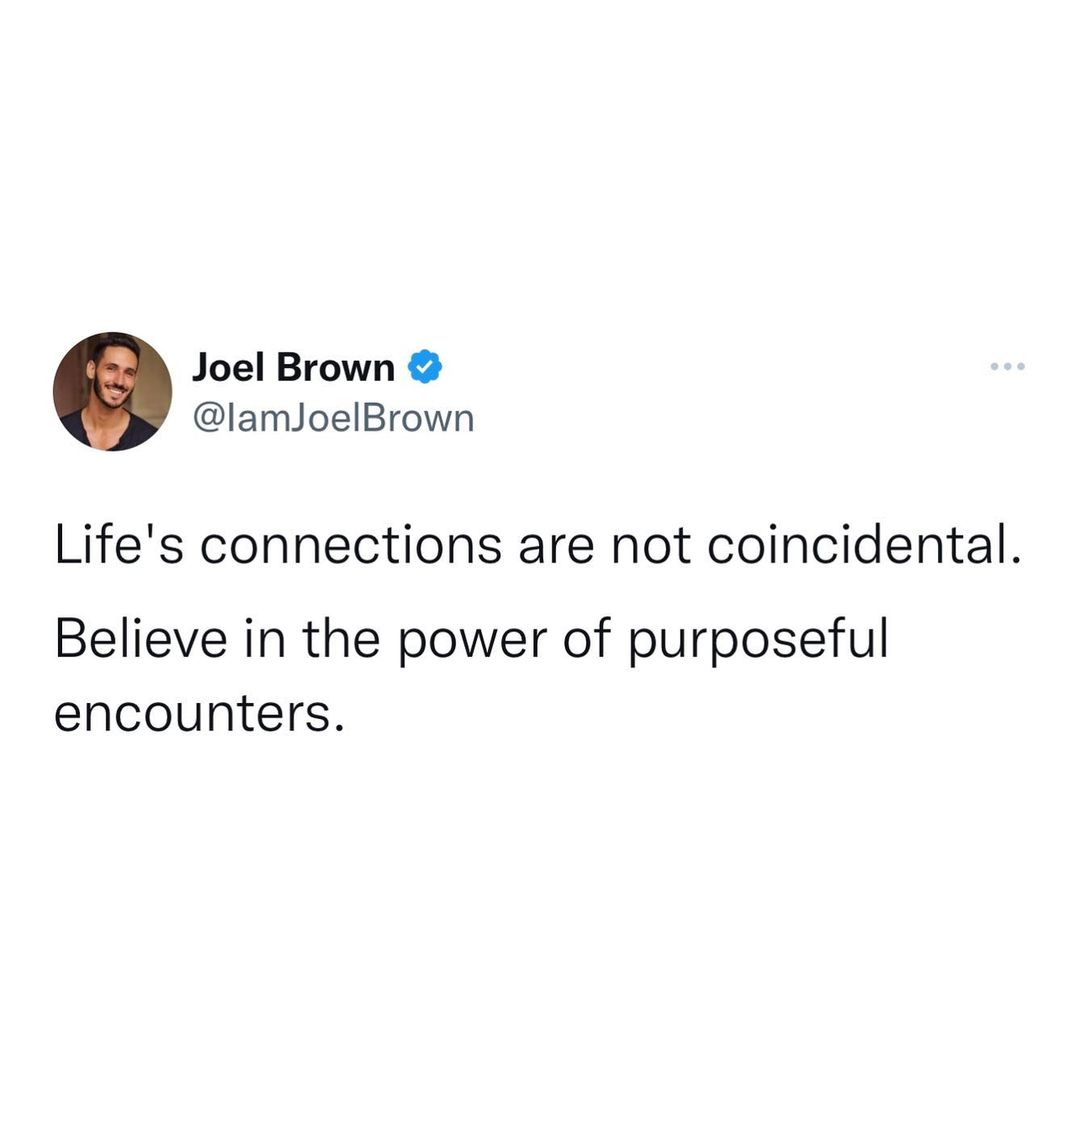 Joel Brown
@IamJoelBrown
Life's connections are not coincidental.
Believe in the power of purposeful
encounters.